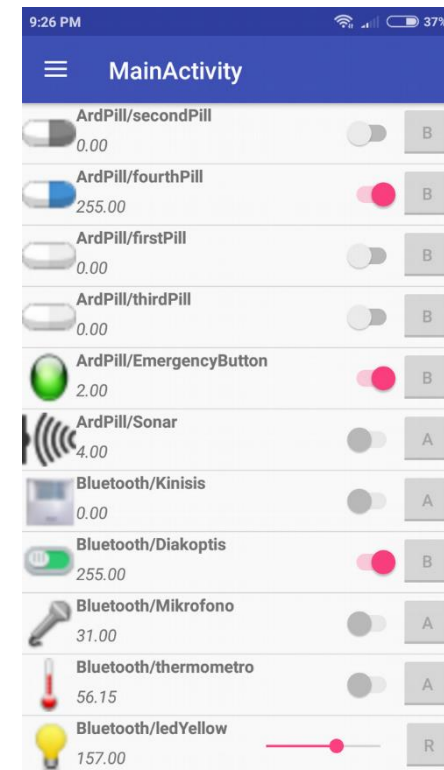 9:26 PM 37%
MainActivity
ArdPill/secondPill
0.00 B
ArdPill/fourthPill
255.00 B
ArdPill/firstPill
0.00 B
ArdPill/thirdPill
0.00 B
ArdPill/EmergencyButton
2.00 B
ArdPill/Sonar
4.00 A
Bluetooth/Kinisis
0.00 A
Bluetooth/Diakoptis
255.00 B
Bluetooth/Mikrofono
31.00 A
Bluetooth/thermometro
56.15 A
Bluetooth/ledYellow
157.00 R